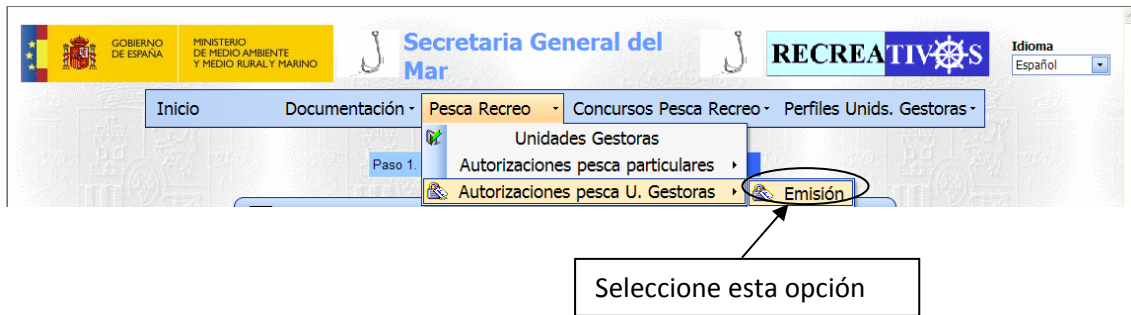 GOBIERNO
DE ESPAÑA
MINISTERIO
DE MEDIO AMBIENTE
Y MEDIO RURAL Y MARINO
Secretaria General del
Mar
RECREATIVOS
Idioma
Español
Inicio
Documentación
Pesca Recreo
Concursos Pesca Recreo
Perfiles Unids. Gestoras
Unidades Gestoras
Paso 1.
Autorizaciones pesca particulares
Autorizaciones pesca U. Gestoras
Emisión
Seleccione esta opción